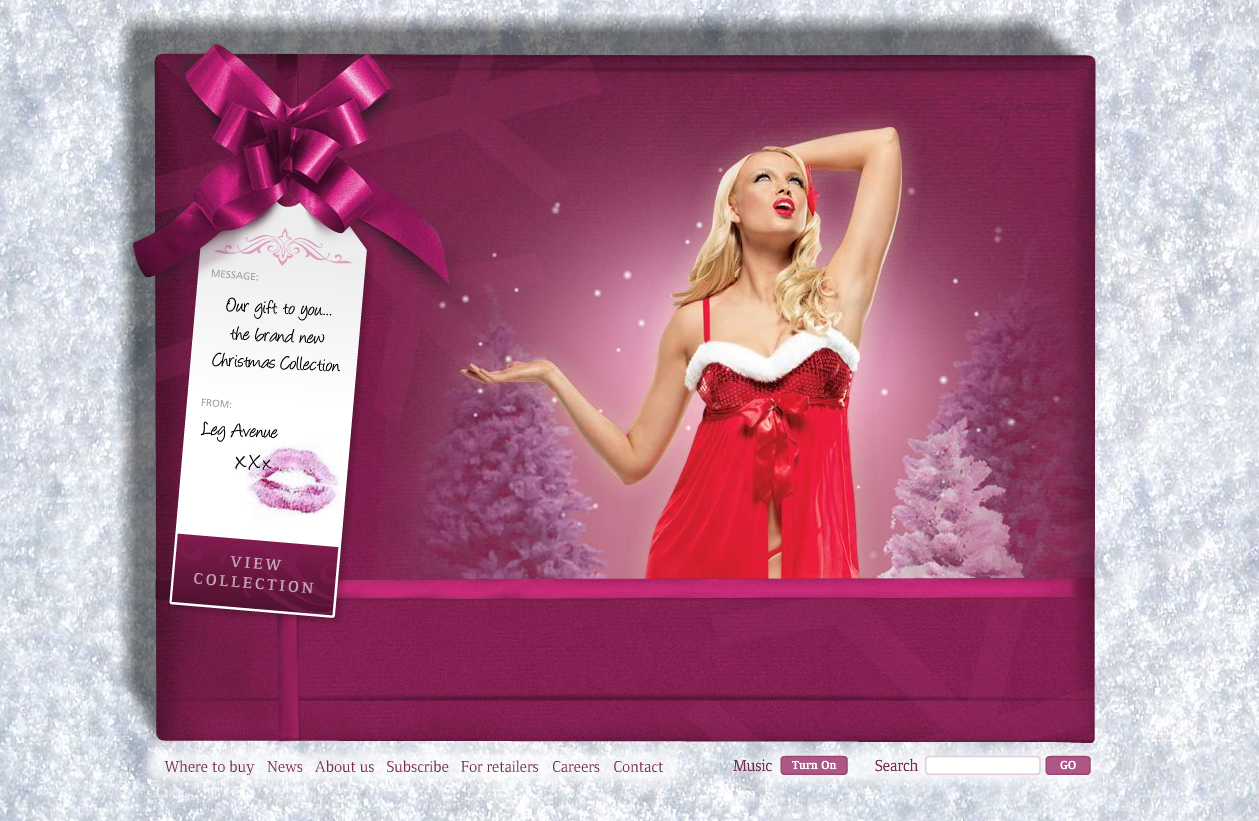 MESSAGE:
Our gift to you...
the brand new
Christmas Collection
FROM:
Leg Avenue
xXx
VIEW
COLLECTION
Where to buy News About us Subscribe For retailers Careers Contact Music Turn On Search GO